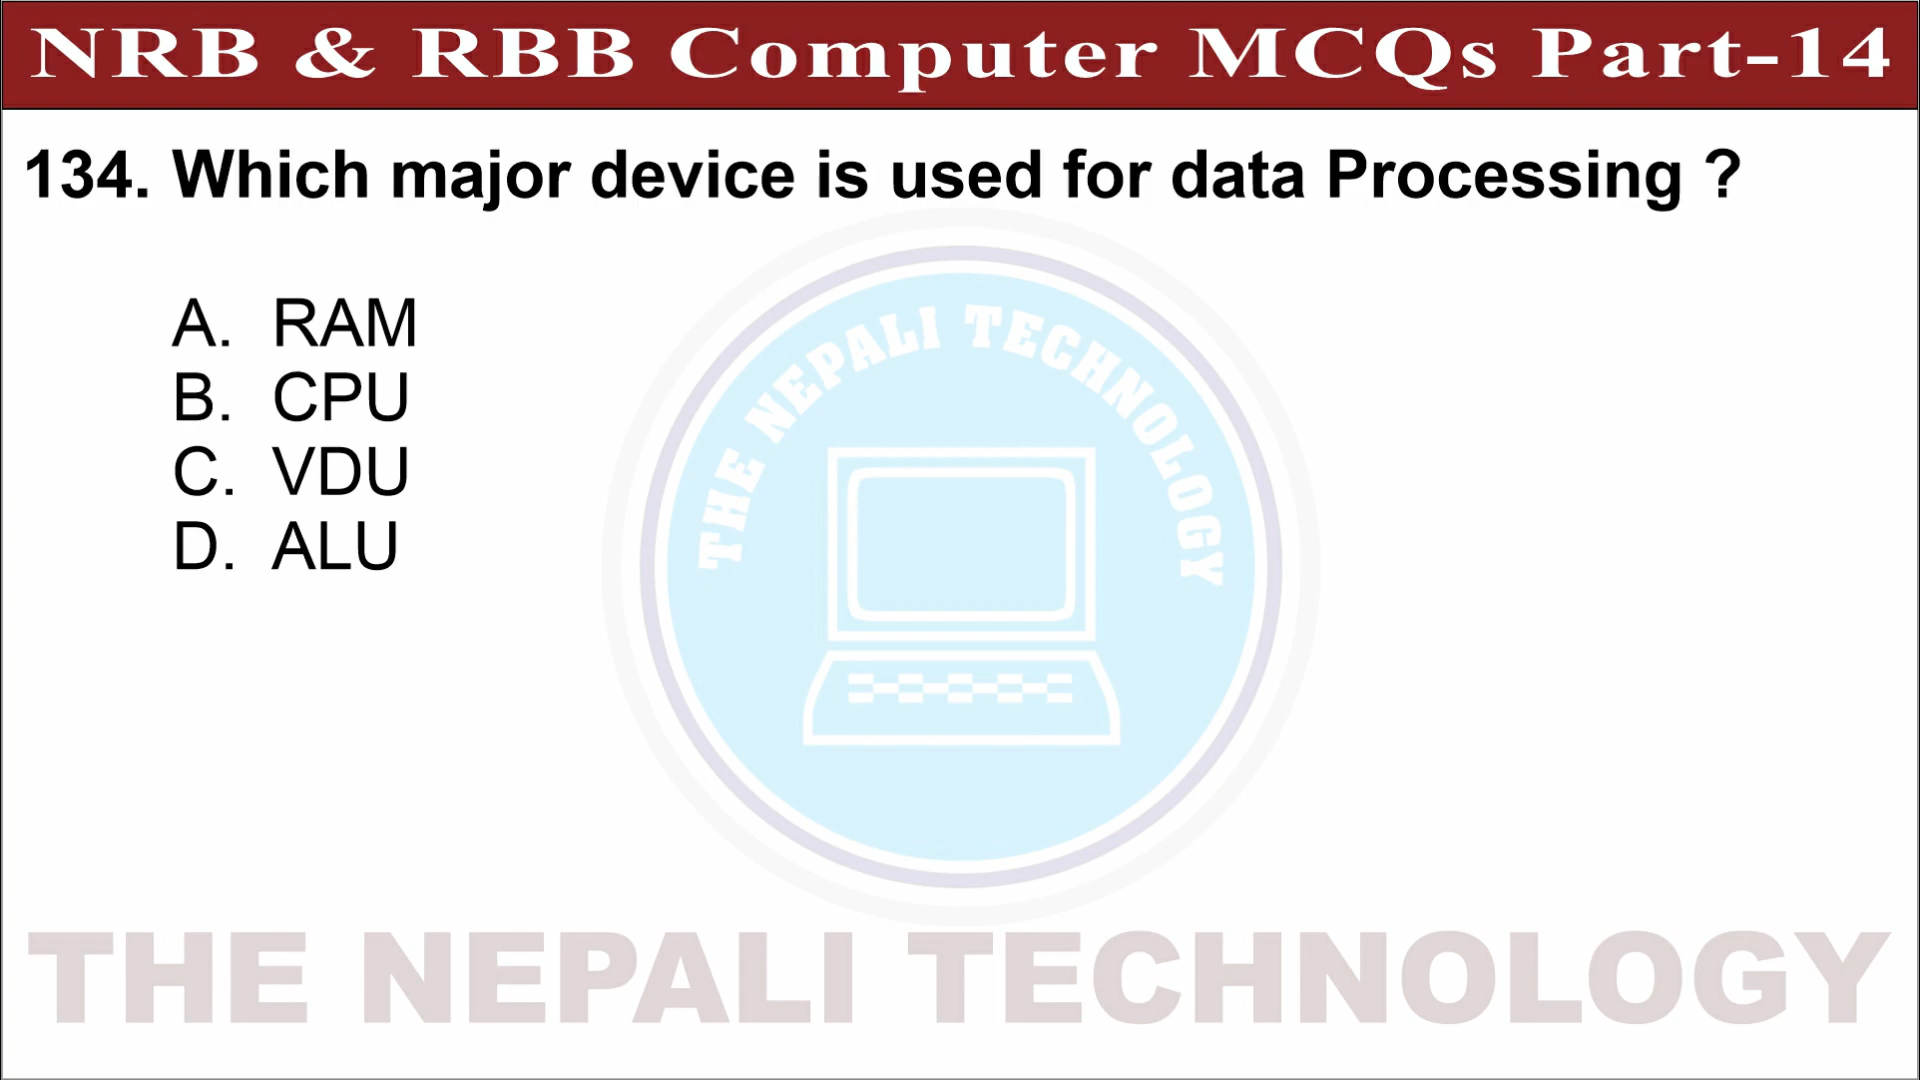 NRB & RBB Computer MCQs Part-14
134. Which major device is used for data Processing ?
A. RAM
B. CPU
C. VDU
D. ALU
THE NEPALI TECHNOLOGY
THE NEPALI TECHNOLOGY